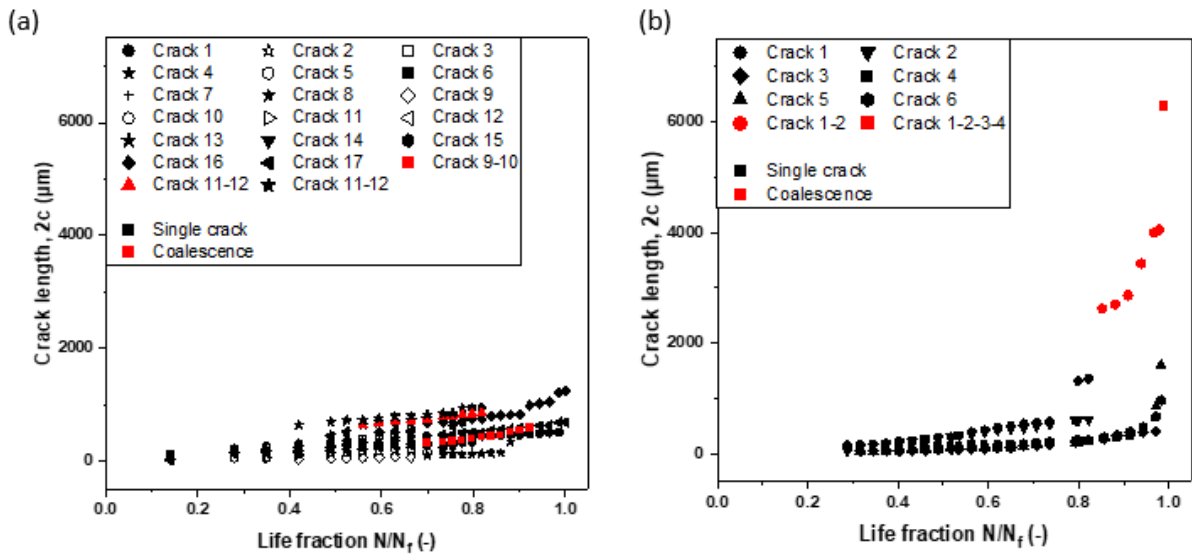 (a)
Crack 1 Crack 2 Crack 3
Crack 4 Crack 5 Crack 6
Crack 7 Crack 8 Crack 9
Crack 10 Crack 11 Crack 12
Crack 13 Crack 14 Crack 15
Crack 16 Crack 17 Crack 9-10
Crack 11-12 Crack 11-12
Single crack
Coalescence
6000
4000
2000
0
Crack length, 2c (µm)
0.0 0.2 0.4 0.6 0.8 1.0
Life fraction N/Nf (-)
(b)
Crack 1 Crack 2
Crack 3 Crack 4
Crack 5 Crack 6
Crack 1-2 Crack 1-2-3-4
Single crack
Coalescence
6000
4000
2000
0
Crack length, 2c (µm)
0.0 0.2 0.4 0.6 0.8 1.0
Life fraction N/Nf (-)